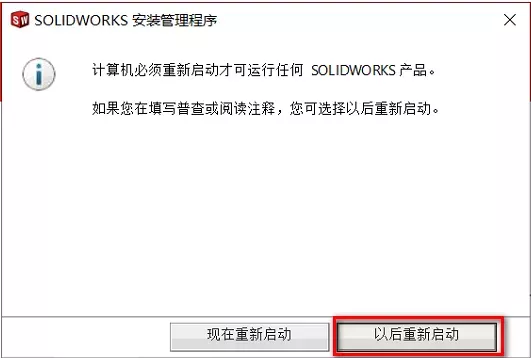 SW SOLIDWORKS 安装管理程序
计算机必须重新启动才可运行任何 SOLIDWORKS 产品。
如果您在填写普查或阅读注释，您可选择以后重新启动。
现在重新启动
以后重新启动